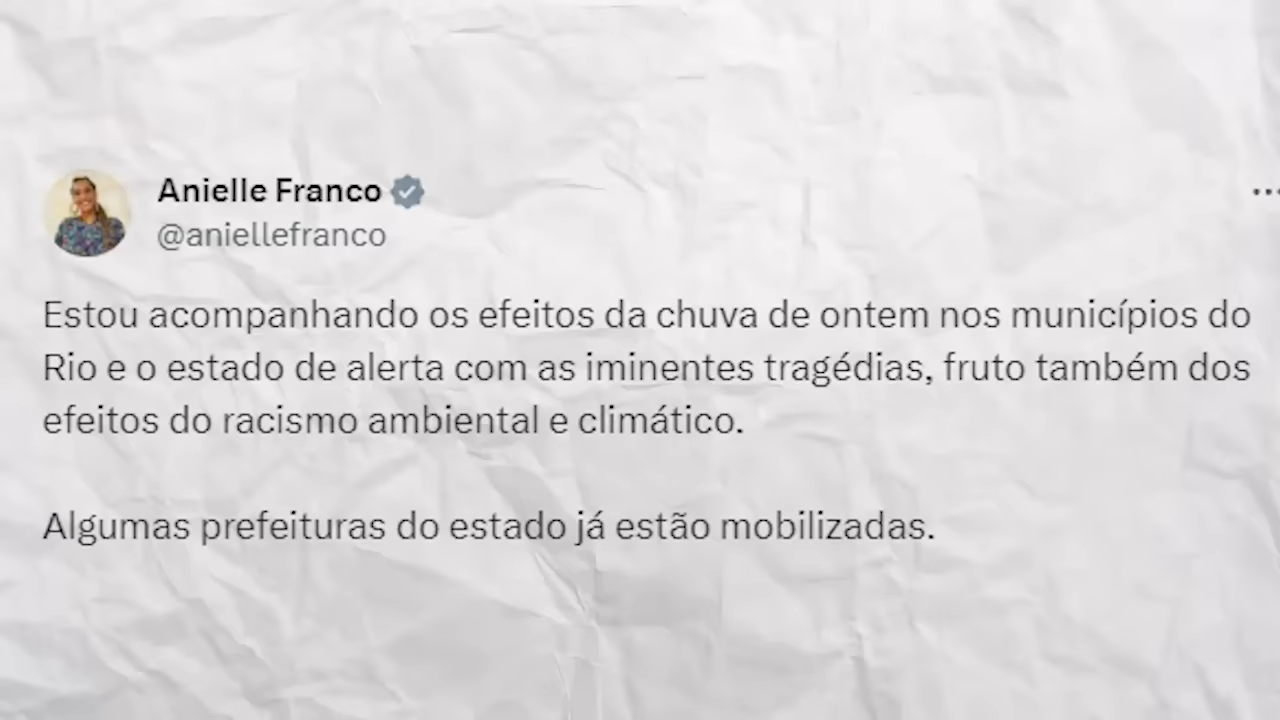 Anielle Franco
@aniellefranco
Estou acompanhando os efeitos da chuva de ontem nos municípios do
Rio e o estado de alerta com as iminentes tragédias, fruto também dos
efeitos do racismo ambiental e climático.
Algumas prefeituras do estado já estão mobilizadas.